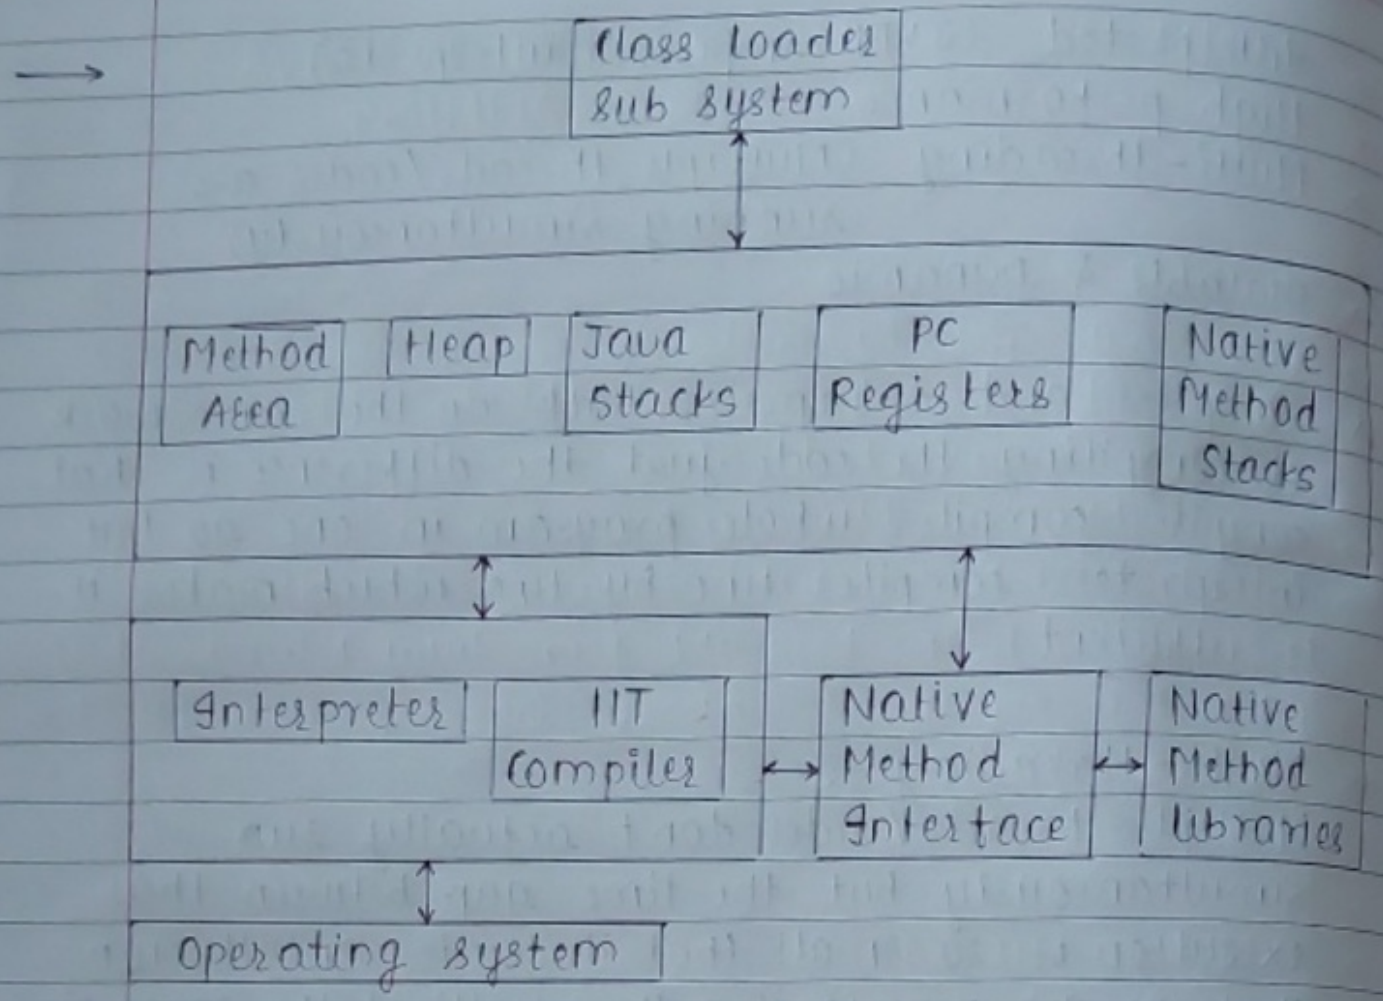 Class Loader
Sub system
Method
Area
Heap
Java
Stacks
PC
Registers
Native
Method
Stacks
Interpreter
IIT
Compiler
Native
Method
Interface
Native
Method
Libraries
Operating system